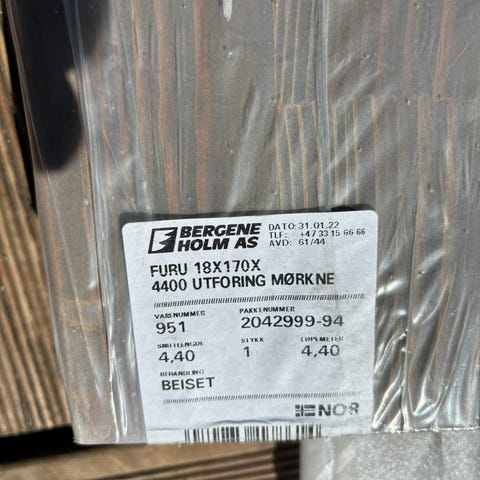 BERGENE
HOLM AS
DATO: 31.01.22
TLF: +47 33 15 66 66
AVD: 61/44
FURU 18X170X
4400 UTFORING MØRKNE
VARENUMMER PAKKENUMMER
951 2042999-94
SNITTLENGDE STYKK LØPEMETER
4,40 1 4,40
BEHANDLING
BEISET
NOR